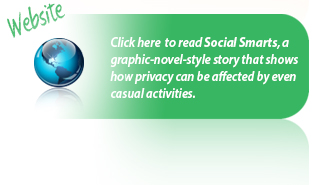 Website
Click here to read Social Smarts, a
graphic-novel-style story that shows
how privacy can be affected by even
casual activities.